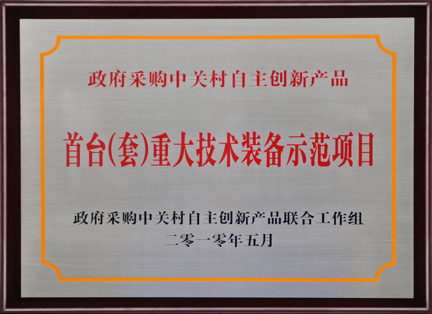 政府采购中关村自主创新产品
首台(套)重大技术装备示范项目
政府采购中关村自主创新产品联合工作组
二零一零年五月